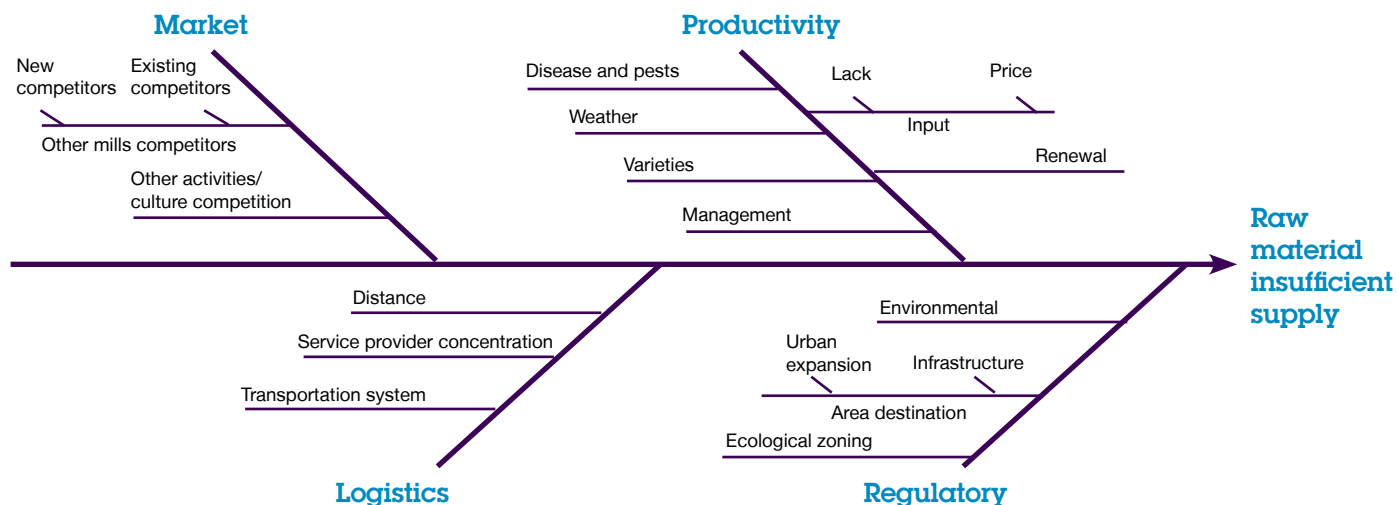 Market
Productivity
New
competitors
Existing
competitors
Other mills competitors
Other activities/
culture competition
Disease and pests
Weather
Varieties
Management
Lack
Price
Input
Renewal
Raw
material
insufficient
supply
Distance
Service provider concentration
Transportation system
Environmental
Urban
expansion
Infrastructure
Area destination
Ecological zoning
Logistics
Regulatory